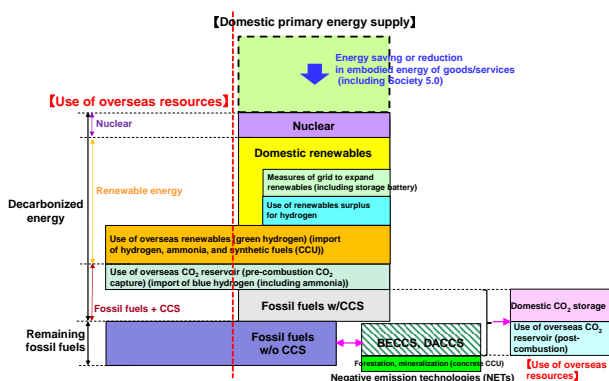 【Domestic primary energy supply】
Energy saving or reduction
in embodied energy of goods/services
(including Society 5.0)
【Use of overseas resources】
Nuclear
Nuclear
Domestic renewables
Measures of grid to expand
renewables (including storage battery)
Renewable energy
Use of renewables surplus
for hydrogen
Decarbonized
energy
Use of overseas renewables (green hydrogen) (import
of hydrogen, ammonia, and synthetic fuels (CCU))
Use of overseas CO2 reservoir (pre-combustion CO2
capture) (import of blue hydrogen (including ammonia))
Fossil fuels + CCS
Fossil fuels w/CCS
Domestic CO2 storage
Remaining
fossil fuels
Fossil fuels
w/o CCS
BECCS, DACCS
Use of overseas CO2
reservoir (post-
combustion)
Forestation, mineralization (concrete CCU)
Negative emission technologies (NETs)
【Use of overseas
resources】